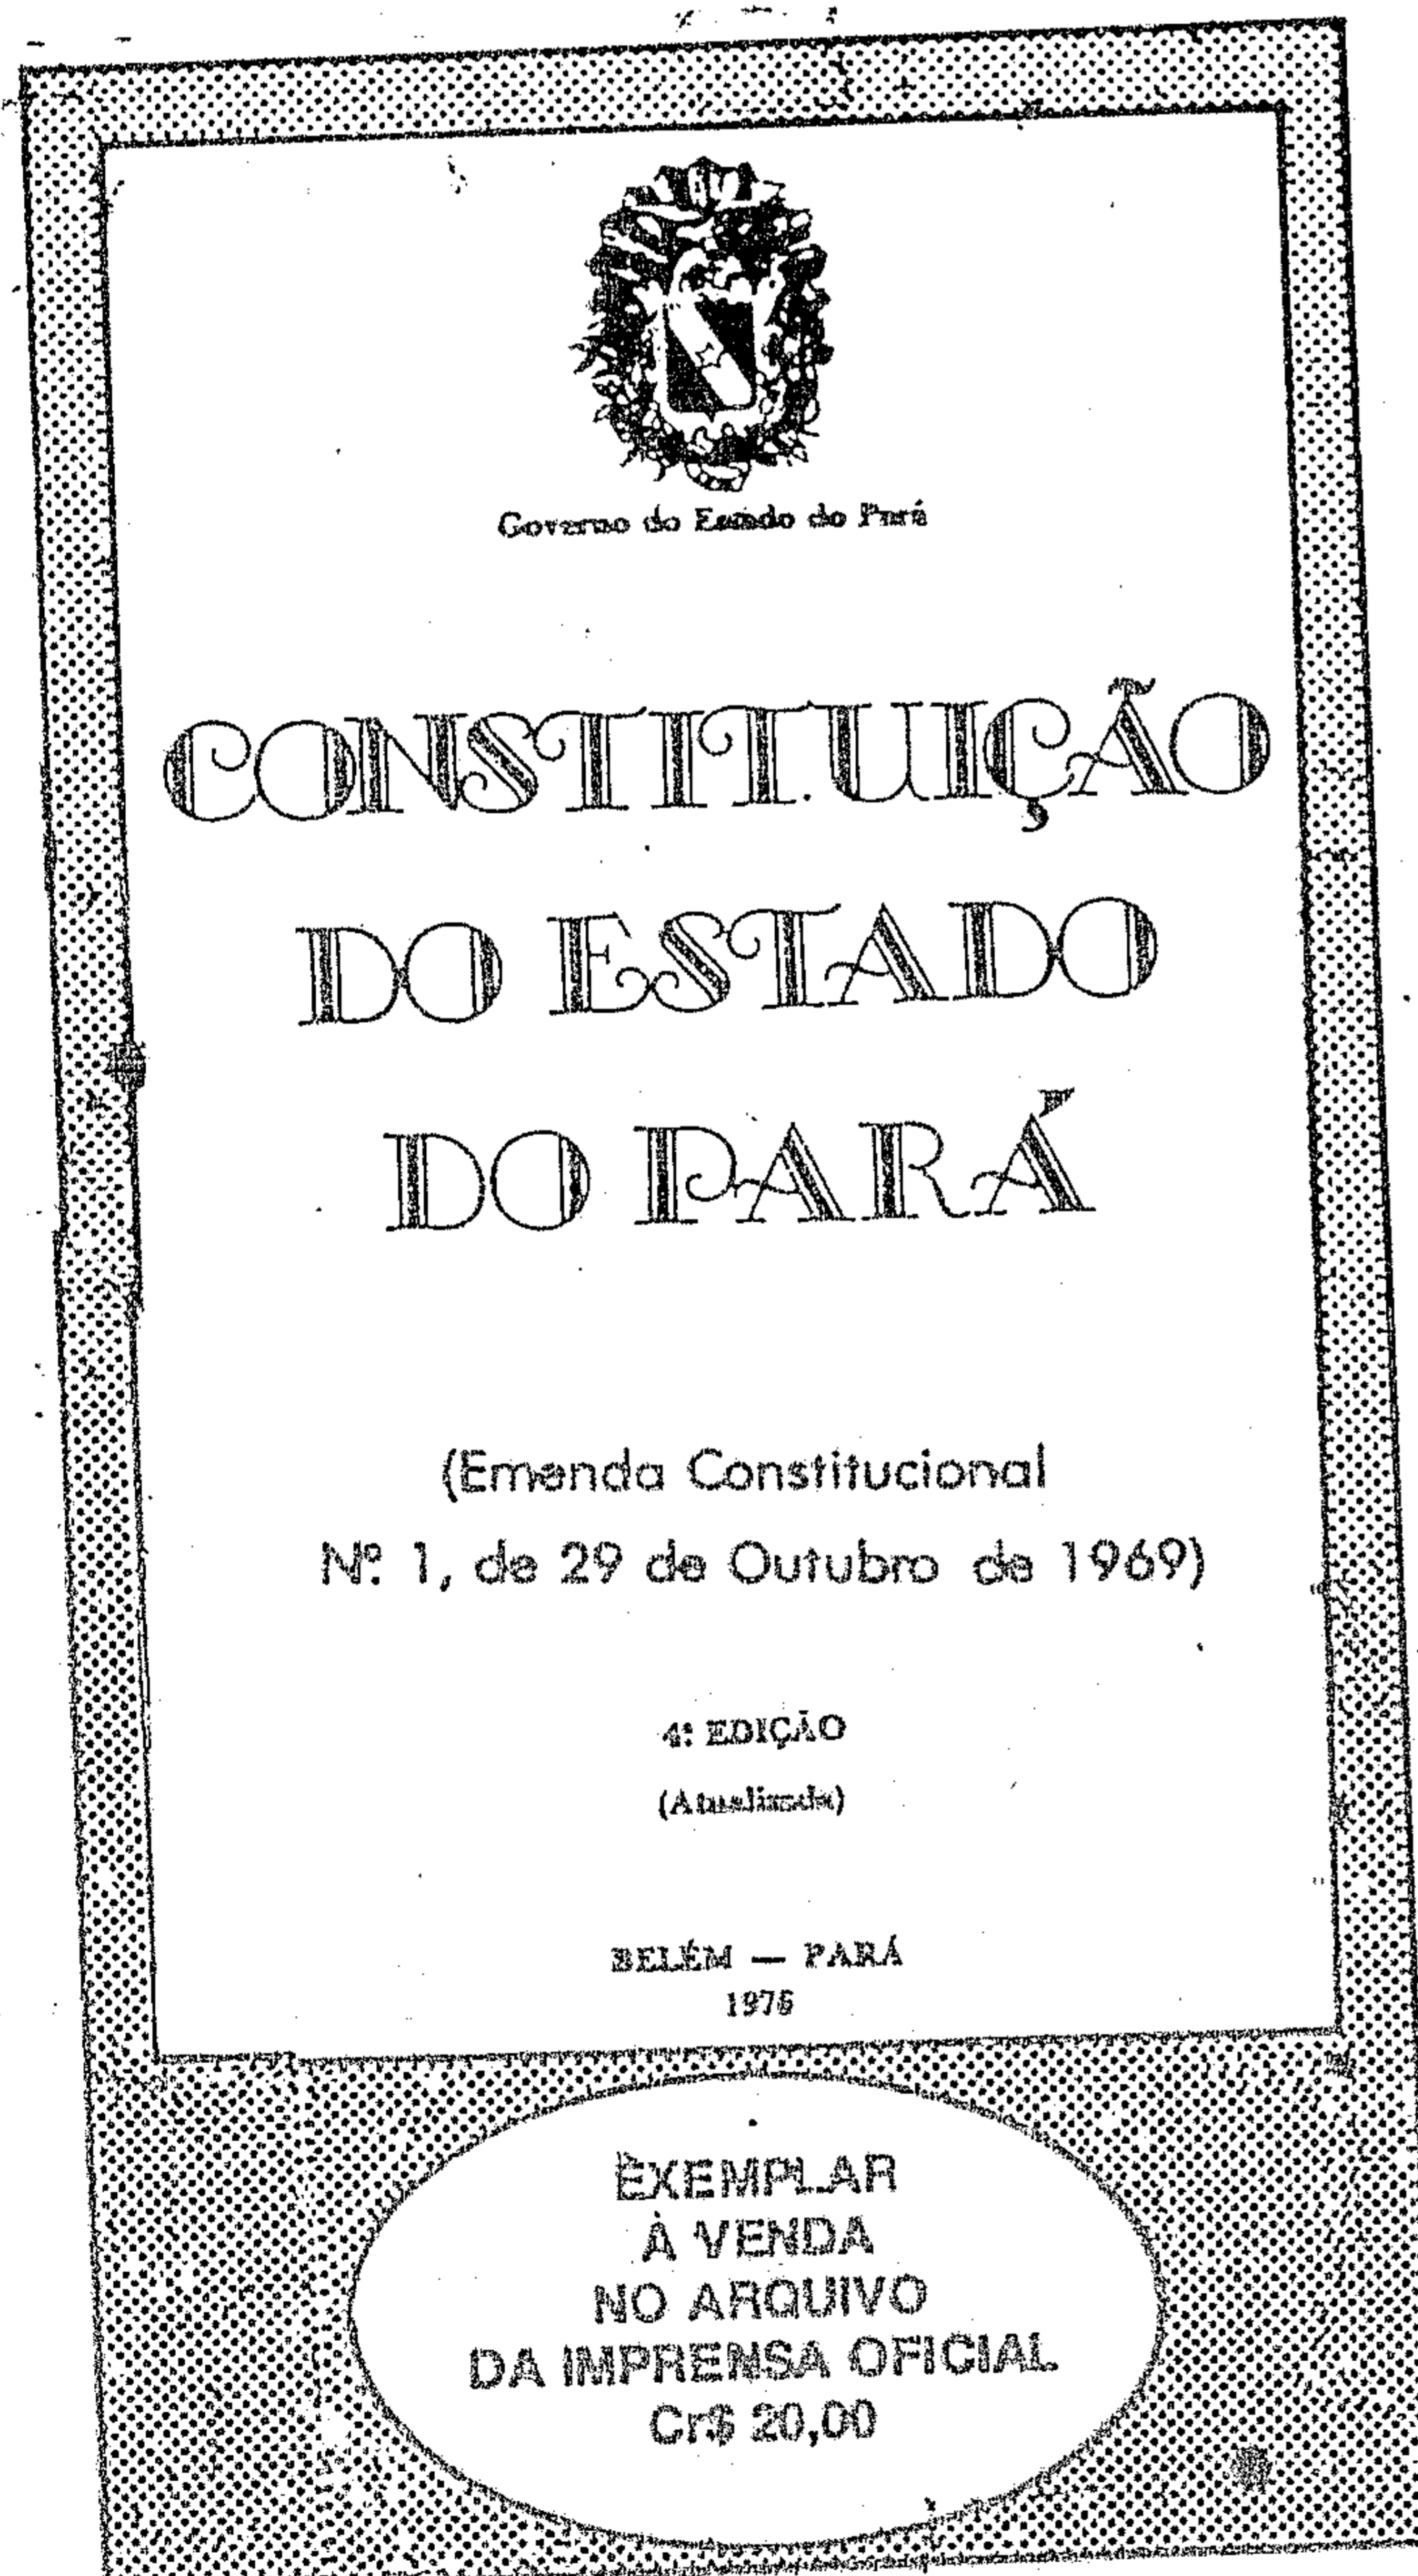 Governo do Estado do Pará
CONSTITUIÇÃO
DO ESTADO
DO PARÁ
(Emenda Constitucional
Nº 1, de 29 de Outubro de 1969)
4ª EDIÇÃO
(Atualizada)
BELÉM — PARÁ
EXEMPLAR
À VENDA
NO ARQUIVO
DA IMPRENSA OFICIAL
Cr$ 20,00